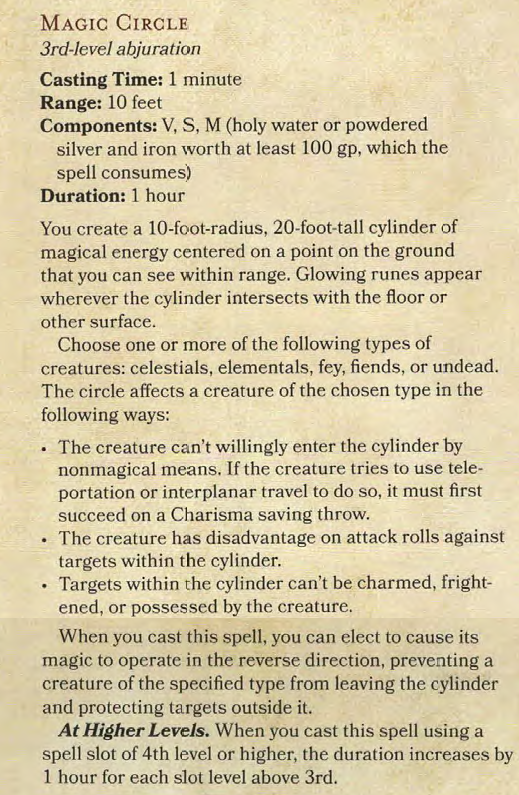 MAGIC CIRCLE
3rd-level abjuration
Casting Time: 1 minute
Range: 10 feet
Components: V, S, M (holy water or powdered
silver and iron worth at least 100 gp, which the
spell consumes)
Duration: 1 hour
You create a 10-foot-radius, 20-foot-tall cylinder of
magical energy centered on a point on the ground
that you can see within range. Glowing runes appear
wherever the cylinder intersects with the floor or
other surface.
Choose one or more of the following types of
creatures: celestials, elementals, fey, fiends, or undead.
The circle affects a creature of the chosen type in the
following ways:
• The creature can't willingly enter the cylinder by
nonmagical means. If the creature tries to use tele-
portation or interplanar travel to do so, it must first
succeed on a Charisma saving throw.
• The creature has disadvantage on attack rolls against
targets within the cylinder.
• Targets within the cylinder can't be charmed, fright-
ened, or possessed by the creature.
When you cast this spell, you can elect to cause its
magic to operate in the reverse direction, preventing a
creature of the specified type from leaving the cylinder
and protecting targets outside it.
At Higher Levels. When you cast this spell using a
spell slot of 4th level or higher, the duration increases by
1 hour for each slot level above 3rd.